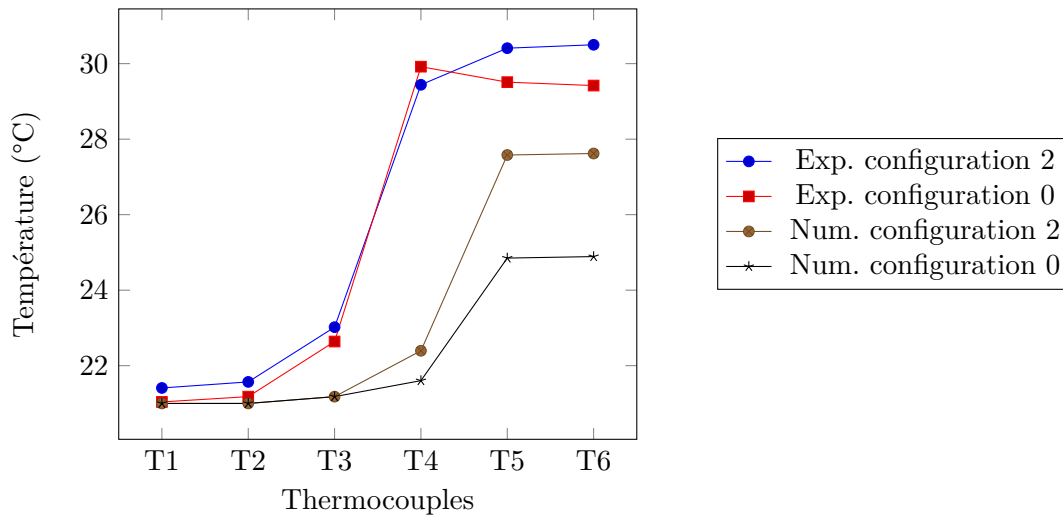 30
28
26
24
22
Température (°C)
T1 T2 T3 T4 T5 T6
Thermocouples
Exp. configuration 2
Exp. configuration 0
Num. configuration 2
Num. configuration 0